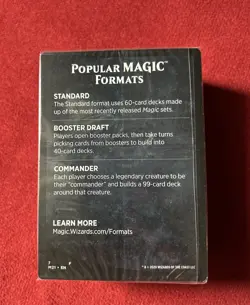 POPULAR MAGIC™
FORMATS
STANDARD
The Standard format uses 60-card decks made
up of the most recently released Magic sets.
BOOSTER DRAFT
Players open booster packs, then take turns
picking cards from boosters to build into
40-card decks.
COMMANDER
Each player chooses a legendary creature to be
their "commander" and builds a 99-card deck
around that creature.
LEARN MORE
Magic.Wizards.com/Formats